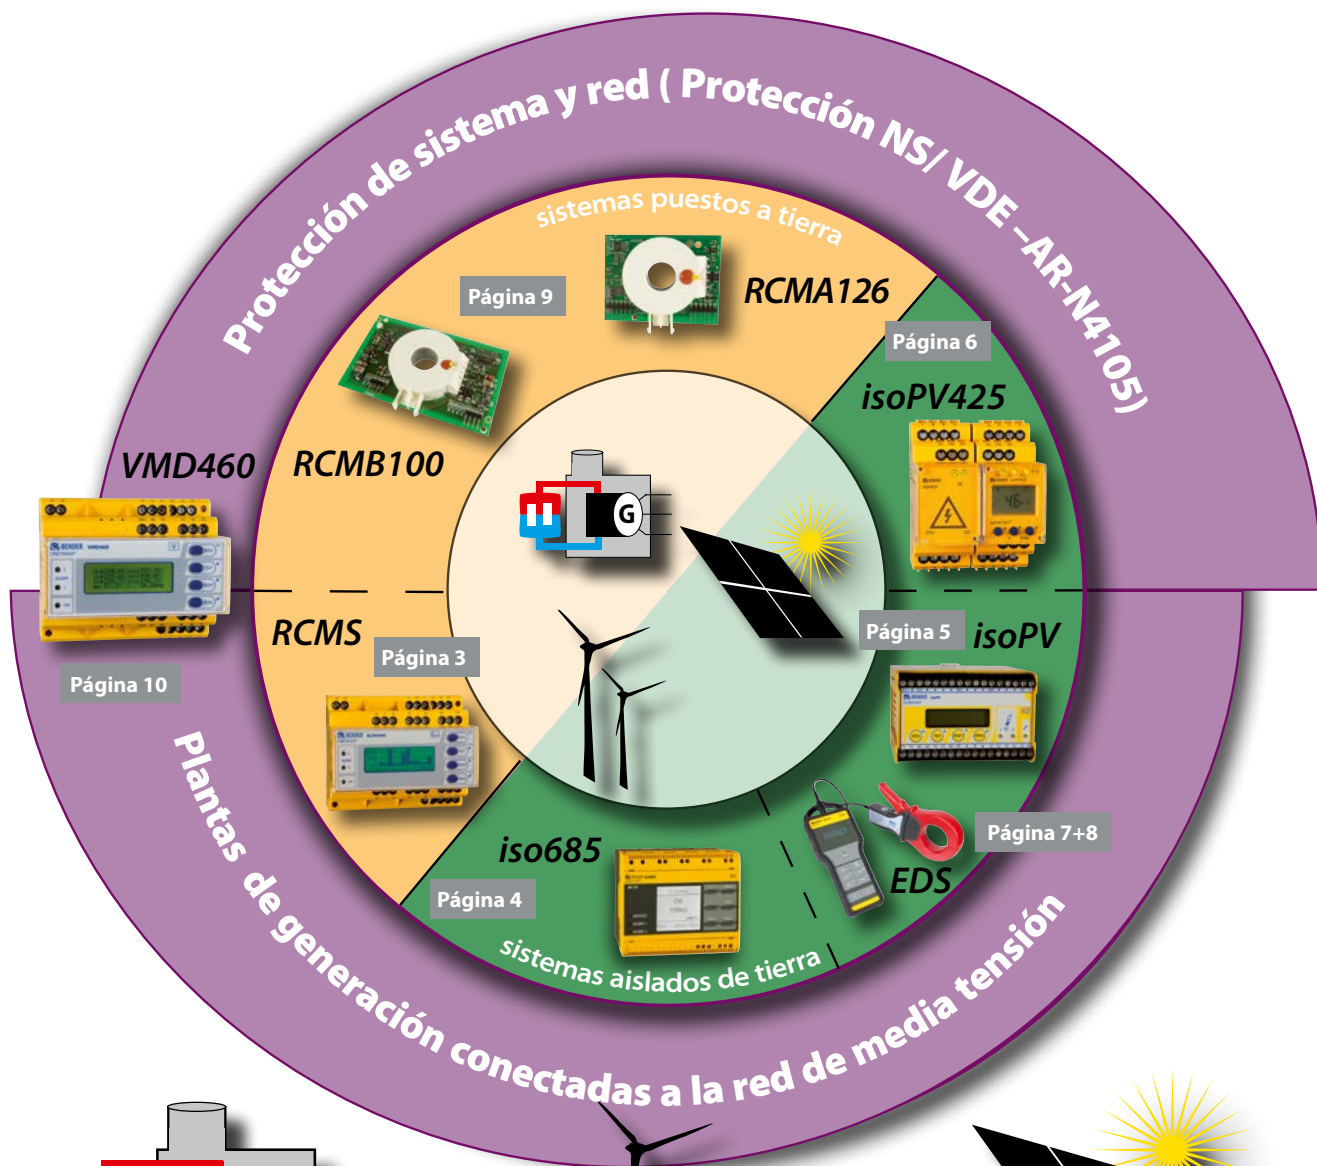 Protección de sistema y red ( Protección NS/ VDE –AR-N4105)
sistemas puestos a tierra
Página 9
RCMA126
Página 6
isoPV425
VMD460
RCMB100
G
BENDER VMD460
RCMS
Página 3
Página 5
isoPV
Página 10
iso685
Página 4
Página 7+8
EDS
sistemas aislados de tierra
Plantas de generación conectadas a la red de media tensión